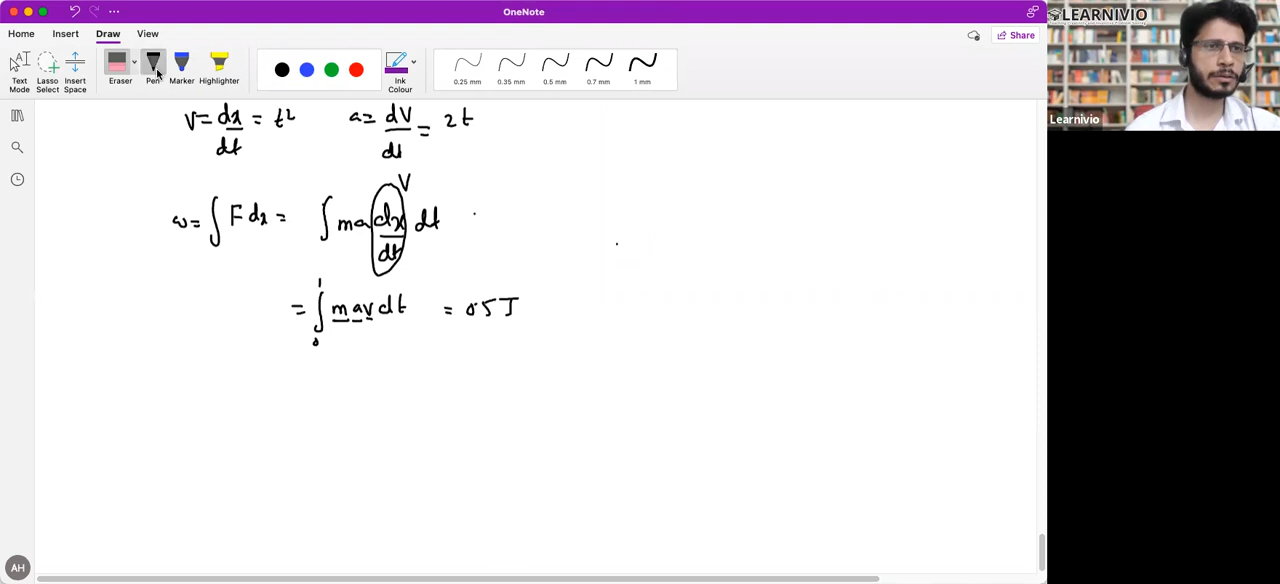 OneNote
LEARNIVIO
Home Insert Draw View
Share
Text Mode
Lasso Select
Insert Space
Eraser
Pen
Marker
Highlighter
Ink Colour
0.25 mm 0.35 mm 0.5 mm 0.7 mm 1 mm
Learnivio
V = dx/dt = t² a = dV/dt = 2t
w = ∫ F dx = ∫ ma dx/dt dt
V
= ∫₀¹ m a v dt = 0.5 J
AH